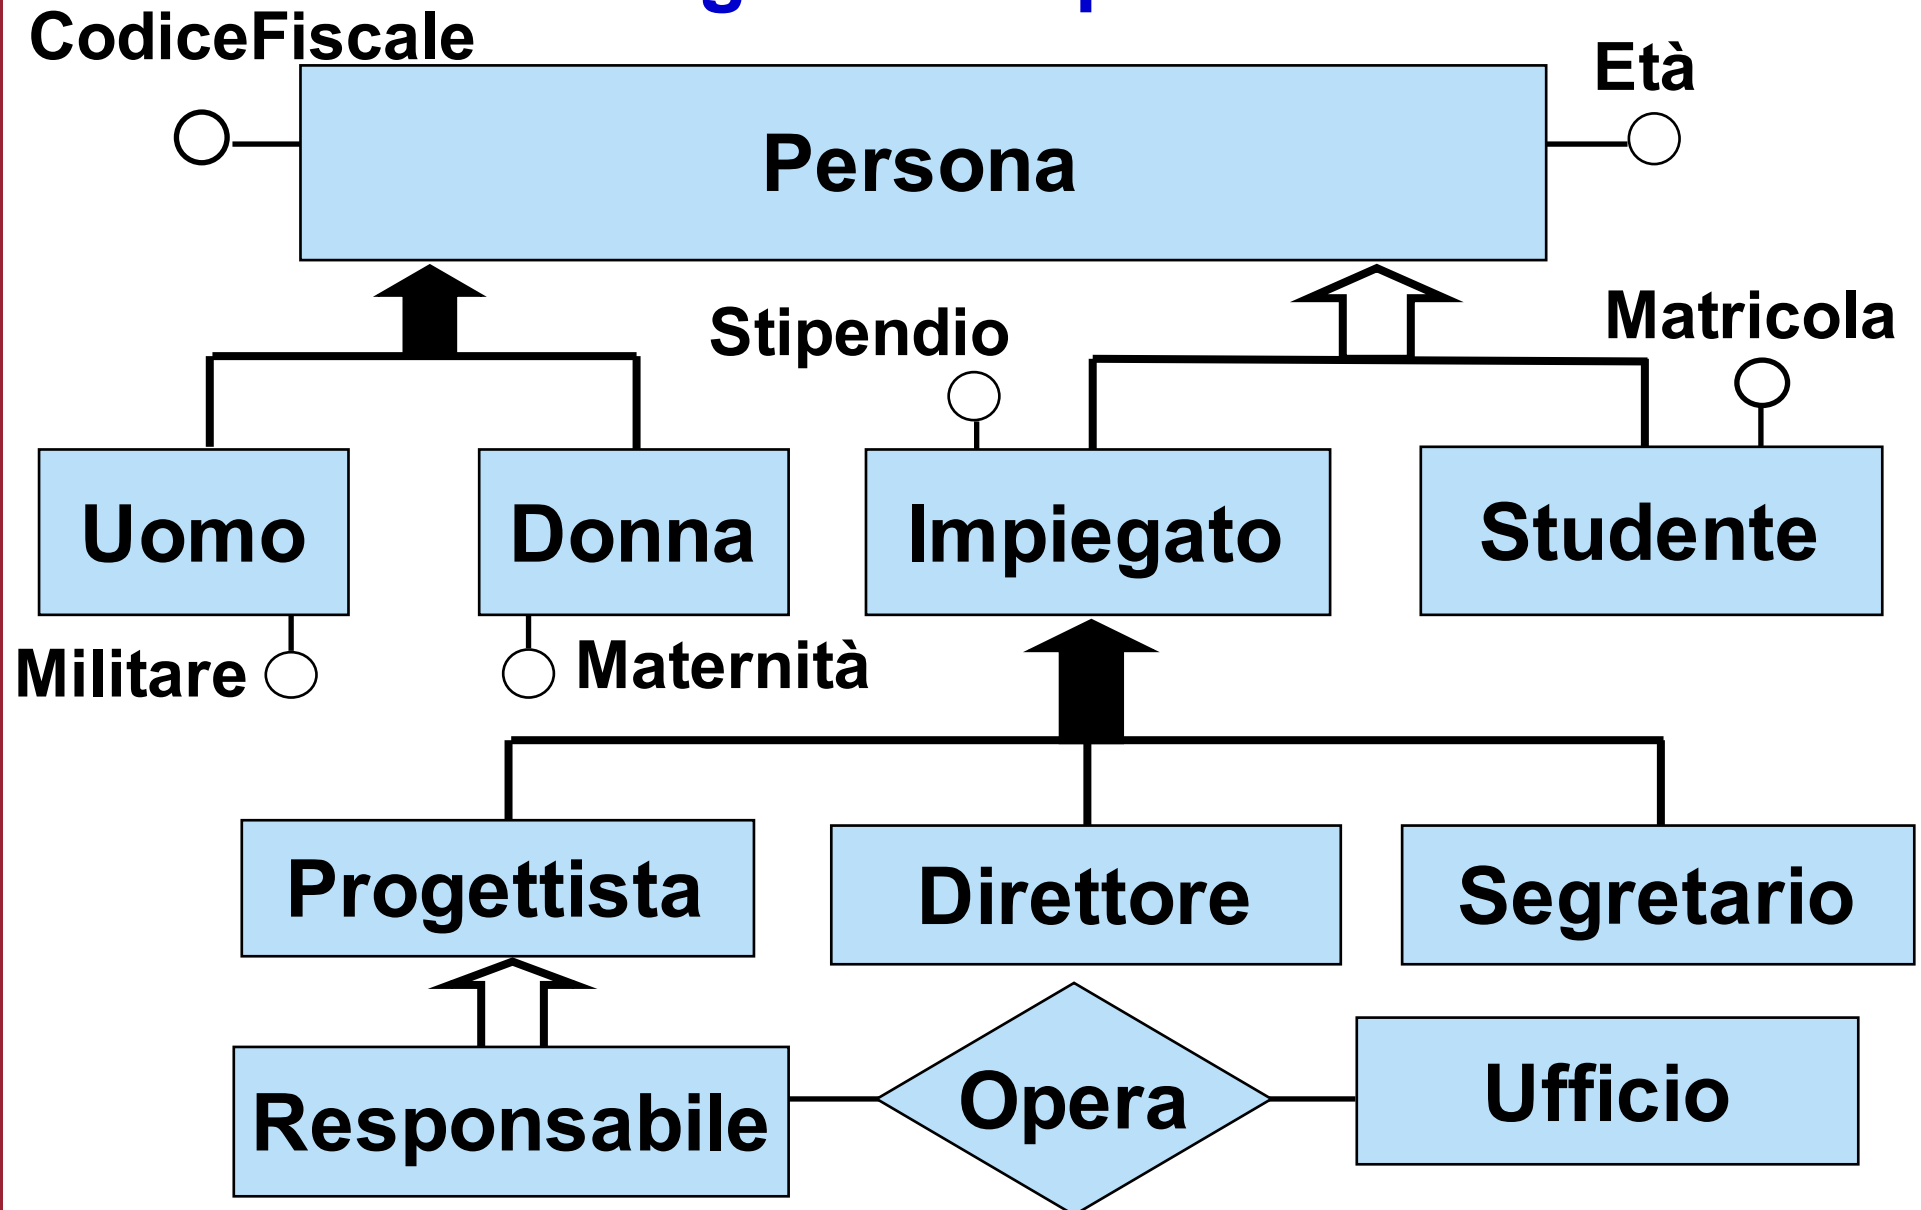 CodiceFiscale
Età
Persona
Stipendio
Matricola
Uomo
Donna
Impiegato
Studente
Militare
Maternità
Progettista
Direttore
Segretario
Responsabile
Opera
Ufficio